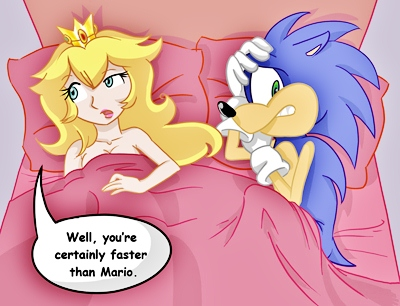 Well, you're
certainly faster
than Mario.